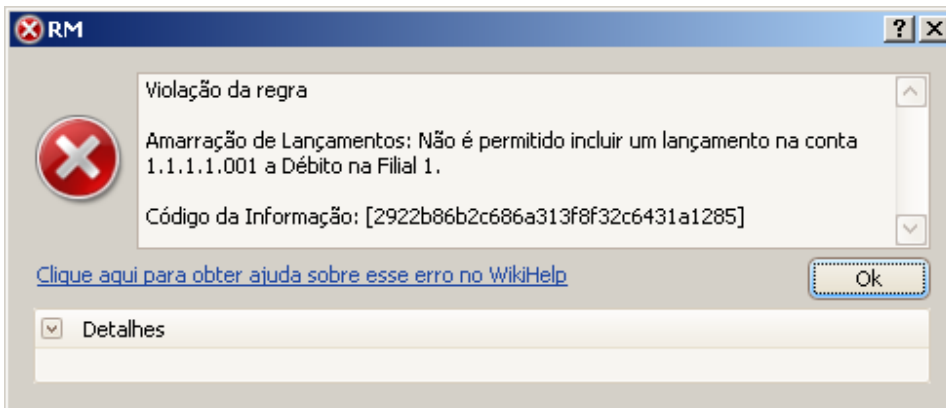 RM
Violação da regra
Amarração de Lançamentos: Não é permitido incluir um lançamento na conta
1.1.1.1.001 a Débito na Filial 1.
Código da Informação: [2922b86b2c686a313f8f32c6431a1285]
Clique aqui para obter ajuda sobre esse erro no WikiHelp
Ok
Detalhes